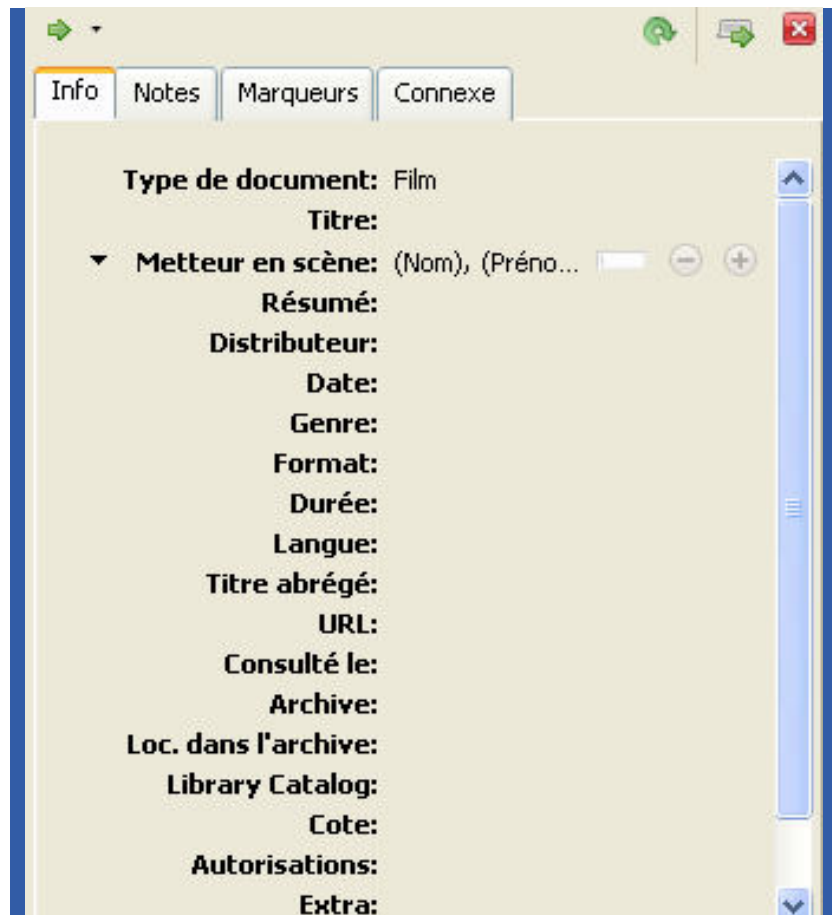 Info Notes Marqueurs Connexe
Type de document: Film
Titre:
Metteur en scène: (Nom), (Préno...
Résumé:
Distributeur:
Date:
Genre:
Format:
Durée:
Langue:
Titre abrégé:
URL:
Consulté le:
Archive:
Loc. dans l'archive:
Library Catalog:
Cote:
Autorisations:
Extra: